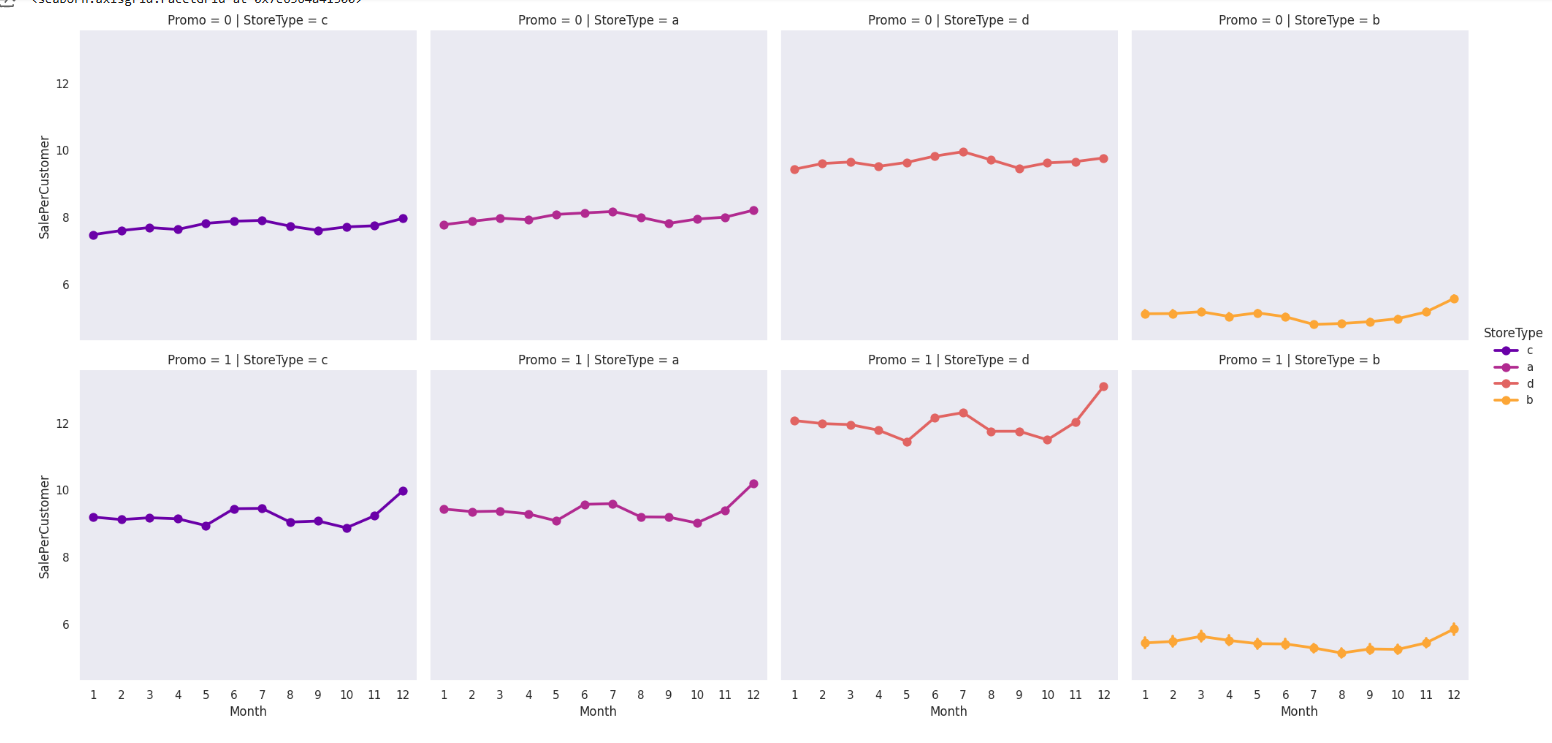 Promo = 0 | StoreType = c
Promo = 0 | StoreType = a
Promo = 0 | StoreType = d
Promo = 0 | StoreType = b
SalePerCustomer
12
10
8
6
Promo = 1 | StoreType = c
Promo = 1 | StoreType = a
Promo = 1 | StoreType = d
Promo = 1 | StoreType = b
SalePerCustomer
12
10
8
6
1 2 3 4 5 6 7 8 9 10 11 12
Month
1 2 3 4 5 6 7 8 9 10 11 12
Month
1 2 3 4 5 6 7 8 9 10 11 12
Month
1 2 3 4 5 6 7 8 9 10 11 12
Month
StoreType
c
a
d
b